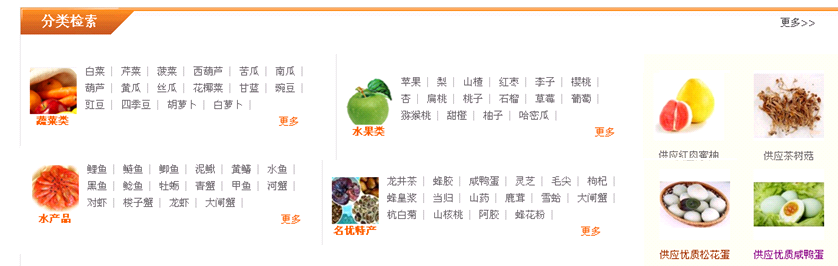 分类检索
更多>>
白菜｜ 芹菜｜ 菠菜｜ 西葫芦｜ 苦瓜｜ 南瓜｜
葫芦｜ 黄瓜｜ 丝瓜｜ 花椰菜｜ 甘蓝｜ 豌豆｜
豇豆｜ 四季豆｜ 胡萝卜｜ 白萝卜｜
蔬菜类
更多
苹果｜ 梨｜ 山楂｜ 红枣｜ 李子｜ 樱桃｜
杏｜ 扁桃｜ 桃子｜ 石榴｜ 草莓｜ 葡萄｜
猕猴桃｜ 甜橙｜ 柚子｜ 哈密瓜｜
水果类
更多
供应红肉蜜柚
供应茶树菇
鲤鱼｜ 鲢鱼｜ 鲫鱼｜ 泥鳅｜ 黄鳝｜ 水鱼｜
黑鱼｜ 鲶鱼｜ 牡蛎｜ 青蟹｜ 甲鱼｜ 河蟹｜
对虾｜ 梭子蟹｜ 龙虾｜ 大闸蟹｜
水产品
更多
龙井茶｜ 蜂胶｜ 咸鸭蛋｜ 灵芝｜ 毛尖｜ 枸杞｜
蜂皇浆｜ 当归｜ 山药｜ 鹿茸｜ 雪蛤｜ 大闸蟹｜
杭白菊｜ 山核桃｜ 阿胶｜ 蜂花粉｜
名优特产
更多
供应优质松花蛋
供应优质咸鸭蛋